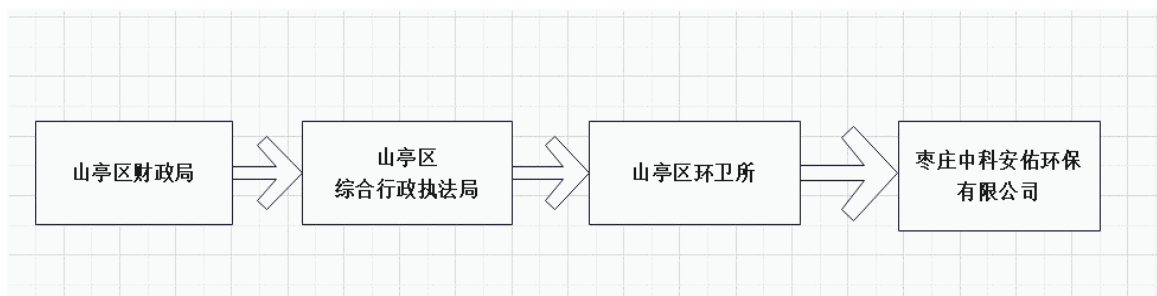 山亭区财政局
山亭区
综合行政执法局
山亭区环卫所
枣庄中科安佑环保
有限公司